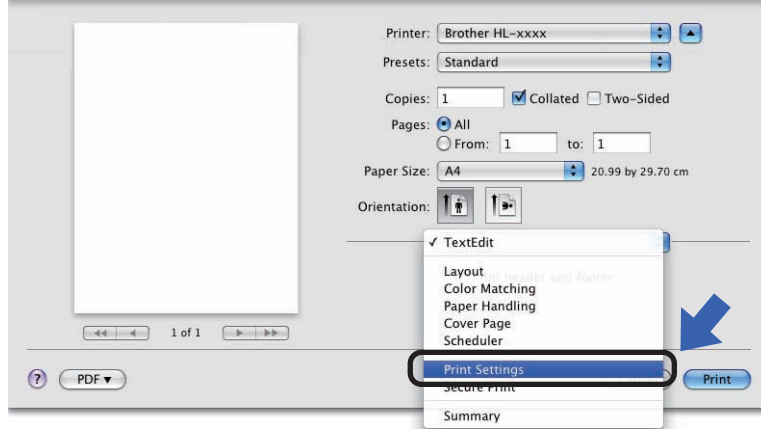 Printer: Brother HL-xxxx
Presets: Standard
Copies: 1 Collated Two-Sided
Pages: All
From: 1 to: 1
Paper Size: A4 20.99 by 29.70 cm
Orientation:
TextEdit
Layout
Color Matching
Paper Handling
Cover Page
Scheduler
Print Settings
Secure Print
Summary
1 of 1
? PDF Print